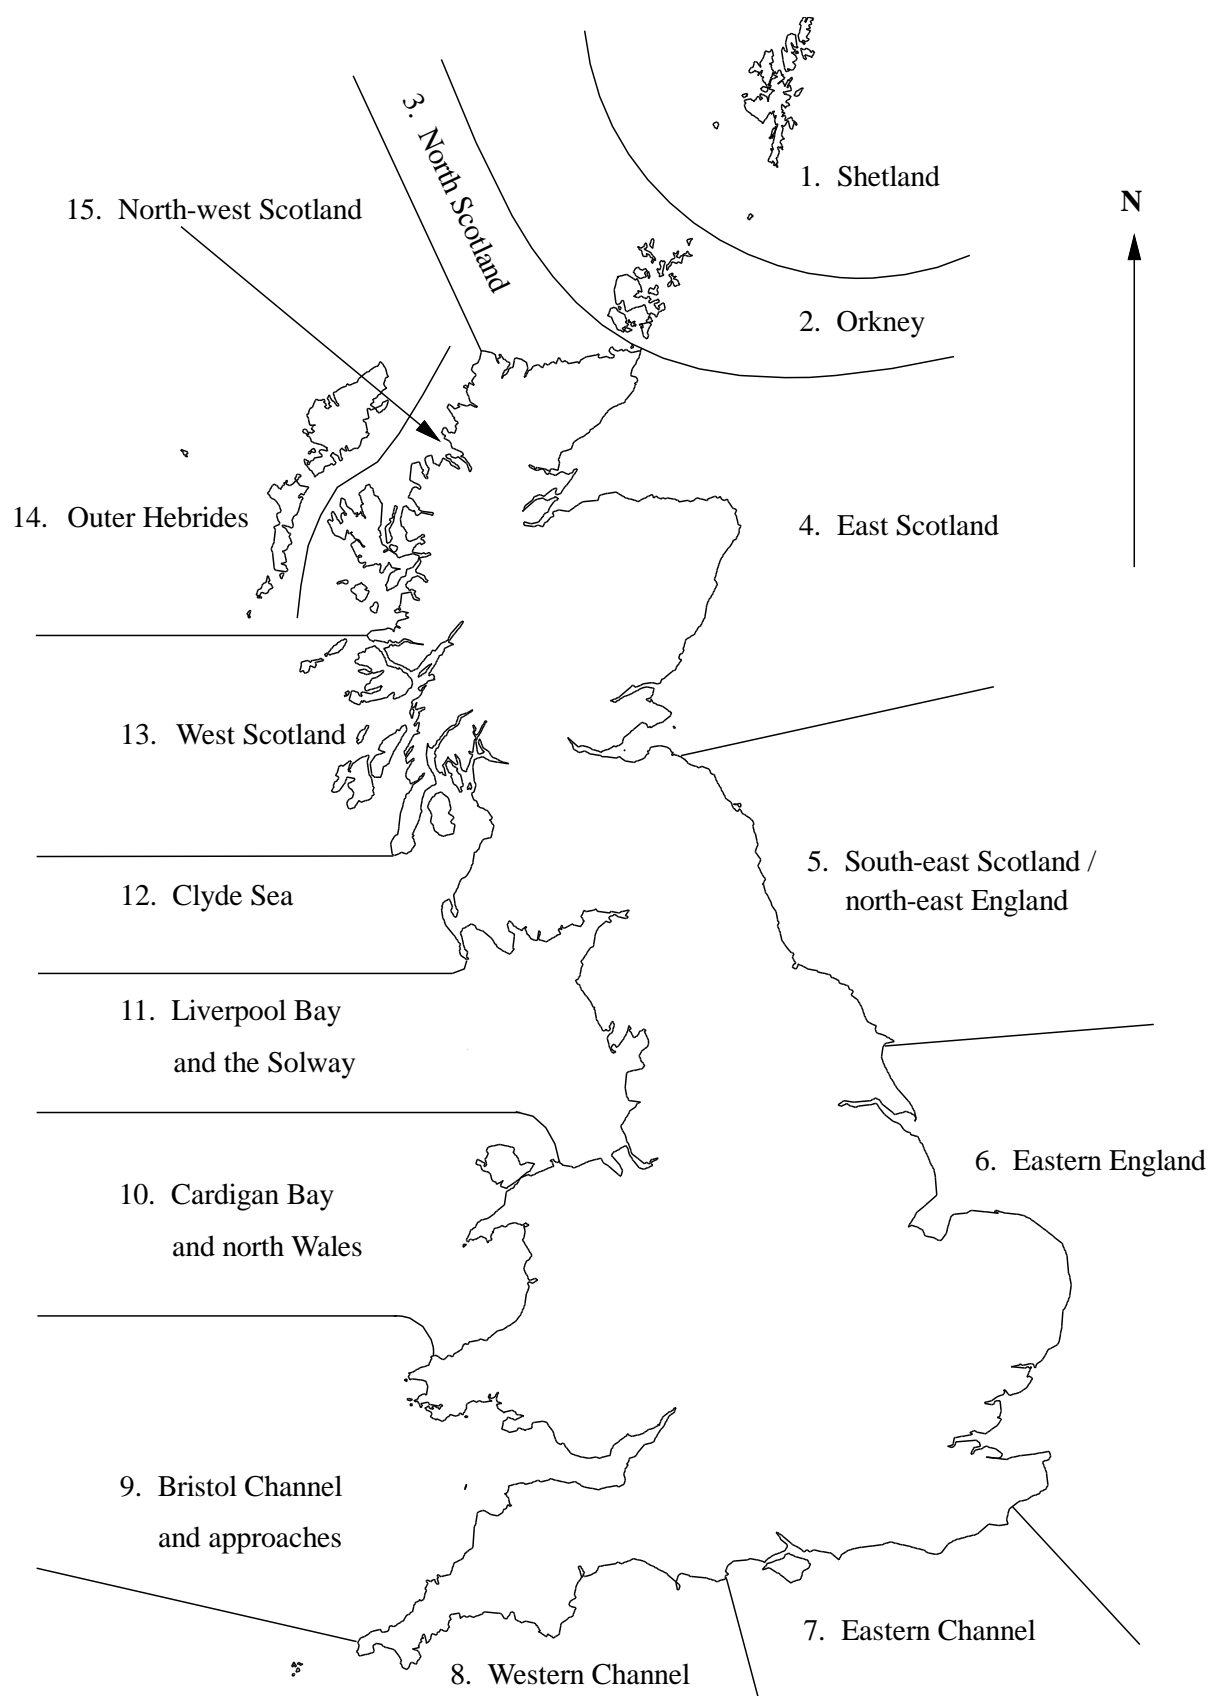 3. North Scotland
1. Shetland
15. North-west Scotland
N
2. Orkney
14. Outer Hebrides
4. East Scotland
13. West Scotland
5. South-east Scotland /
north-east England
12. Clyde Sea
11. Liverpool Bay
and the Solway
6. Eastern England
10. Cardigan Bay
and north Wales
9. Bristol Channel
and approaches
7. Eastern Channel
8. Western Channel